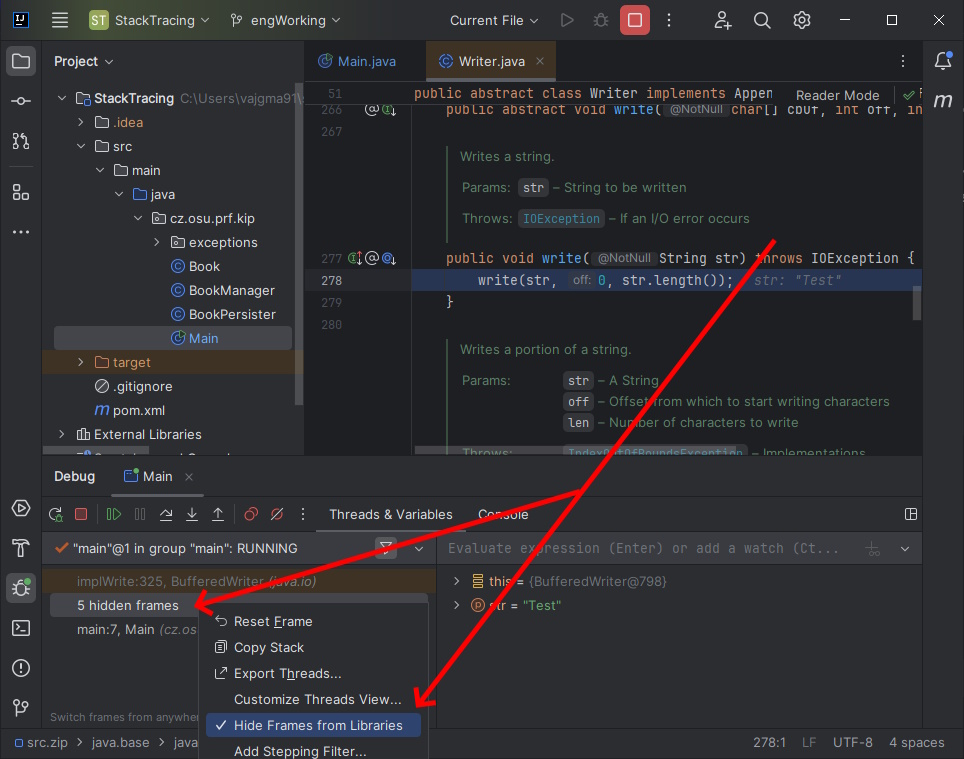 ST StackTracing engWorking Current File
Project
Main.java Writer.java
StackTracing C:\Users\vajgma91\s
.idea
src
main
java
cz.osu.prf.kip
exceptions
Book
BookManager
BookPersister
Main
target
.gitignore
m pom.xml
External Libraries
51 public abstract class Writer implements Appen Reader Mode
266 public abstract void write( @NotNull char[] cbuf, int off, in
267
Writes a string.
Params: str – String to be written
Throws: IOException – If an I/O error occurs
277 public void write( @NotNull String str) throws IOException {
278 write(str, off: 0, str.length()); str: "Test"
279 }
280
Writes a portion of a string.
Params: str – A String
off – Offset from which to start writing characters
len – Number of characters to write
Throws: IndexOutOfBoundsException – Implementations
m
Debug Main
Threads & Variables Console
"main"@1 in group "main": RUNNING
implWrite:325, BufferedWriter (java.io)
5 hidden frames
main:7, Main (cz.os
Switch frames from anywhere
Reset Frame
Copy Stack
Export Threads...
Customize Threads View...
Hide Frames from Libraries
Add Stepping Filter...
Evaluate expression (Enter) or add a watch (Ct...
this = {BufferedWriter@798}
p str = "Test"
src.zip > java.base > java 278:1 LF UTF-8 4 spaces